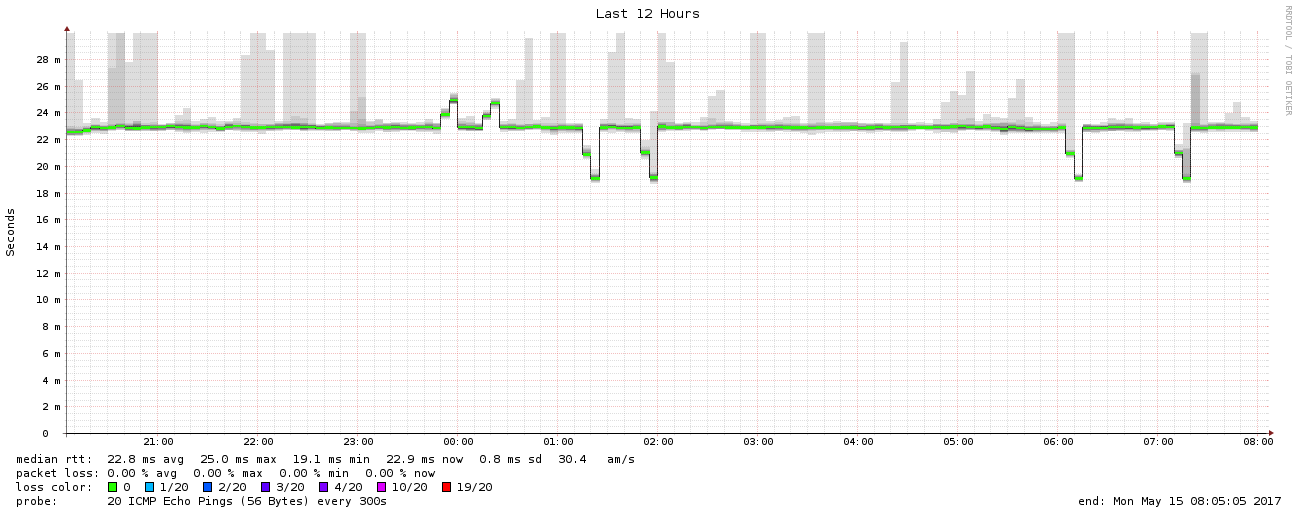 Last 12 Hours
RRDTOOL / TOBI OETIKER
Seconds
28 m
26 m
24 m
22 m
20 m
18 m
16 m
14 m
12 m
10 m
8 m
6 m
4 m
2 m
0
21:00 22:00 23:00 00:00 01:00 02:00 03:00 04:00 05:00 06:00 07:00 08:00
median rtt: 22.8 ms avg 25.0 ms max 19.1 ms min 22.9 ms now 0.8 ms sd 30.4 am/s
packet loss: 0.00 % avg 0.00 % max 0.00 % min 0.00 % now
loss color: 0 1/20 2/20 3/20 4/20 10/20 19/20
probe: 20 ICMP Echo Pings (56 Bytes) every 300s end: Mon May 15 08:05:05 2017